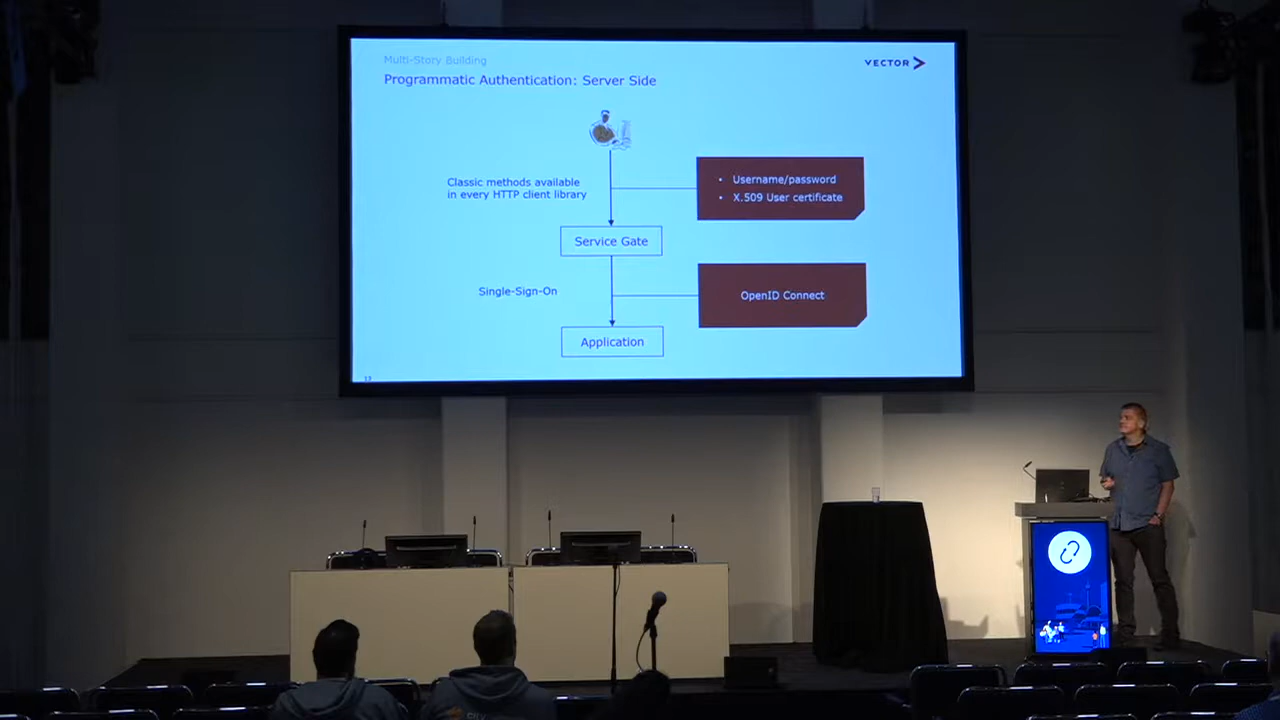 Multi-Story Building
Programmatic Authentication: Server Side
VECTOR
Classic methods available
in every HTTP client library
• Username/password
• X.509 User certificate
Service Gate
Single-Sign-On
OpenID Connect
Application
17